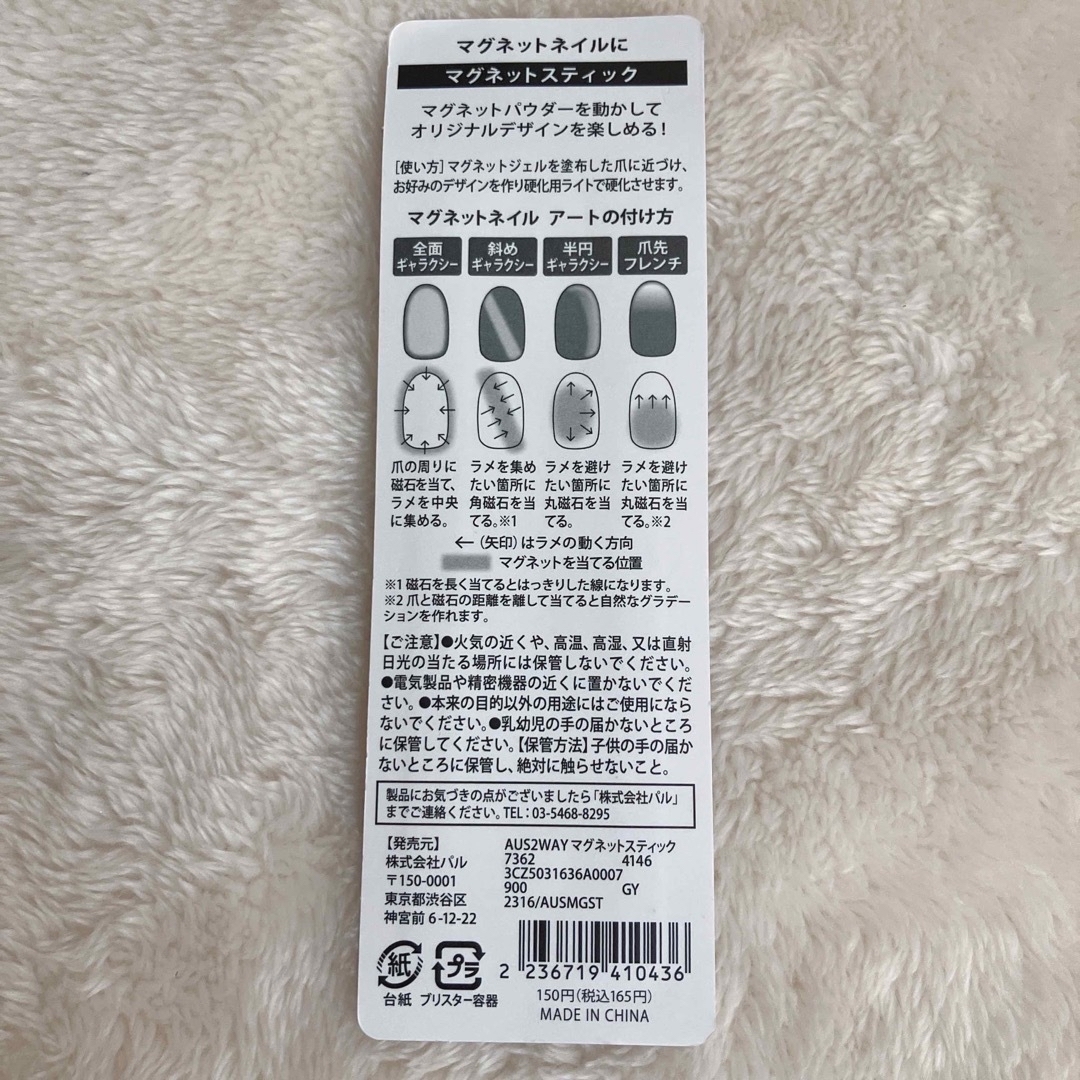 マグネットネイルに
マグネットスティック
マグネットパウダーを動かして
オリジナルデザインを楽しめる!
[使い方]マグネットジェルを塗布した爪に近づけ、
お好みのデザインを作り硬化用ライトで硬化させます。
マグネットネイル アートの付け方
全面
ギャラクシー
斜め
ギャラクシー
半円
ギャラクシー
爪先
フレンチ
爪の周りに
磁石を当て、
ラメを中央
に集める。
ラメを集め
たい箇所に
角磁石を当
てる。※1
ラメを避け
たい箇所に
丸磁石を当
てる。
ラメを避け
たい箇所に
丸磁石を当
てる。※2
←(矢印)はラメの動く方向
マグネットを当てる位置
※1 磁石を長く当てるとはっきりした線になります。
※2 爪と磁石の距離を離して当てると自然なグラデー
ションを作れます。
【ご注意】●火気の近くや、高温、高湿、又は直射
日光の当たる場所には保管しないでください。
●電気製品や精密機器の近くに置かないでくだ
さい。●本来の目的以外の用途にはご使用になら
ないでください。●乳幼児の手の届かないところ
に保管してください。【保管方法】子供の手の届か
ないところに保管し、絶対に触らせないこと。
製品にお気づきの点がございましたら「株式会社パル」
までご連絡ください。TEL:03-5468-8295
【発売元】
株式会社パル
〒150-0001
東京都渋谷区
神宮前 6-12-22
AUS2WAY マグネットスティック
7362 4146
3CZ5031636A0007
900 GY
2316/AUSMGST
紙
台紙
プラ
ブリスター容器
2 236719 410436
150円(税込165円)
MADE IN CHINA